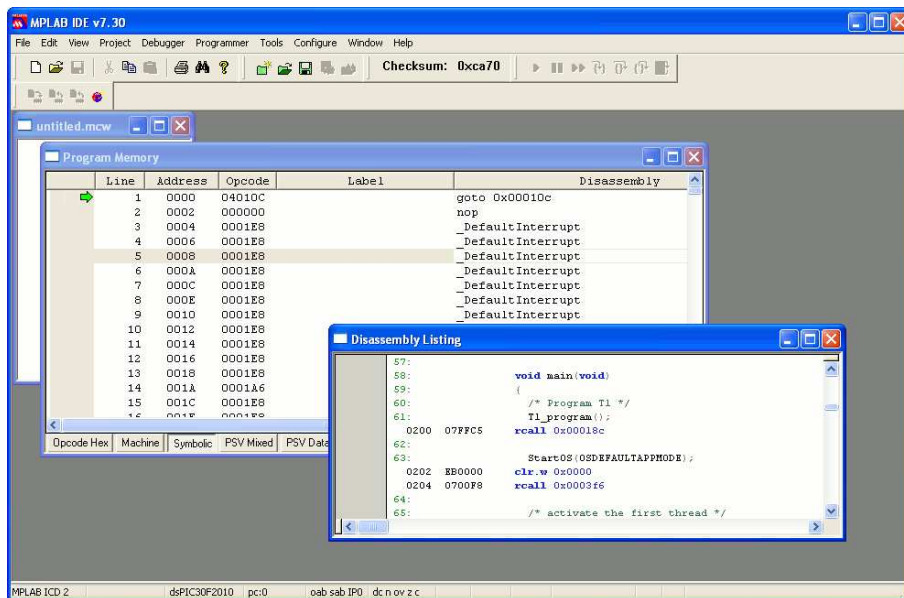 MPLAB IDE v7.30
File Edit View Project Debugger Programmer Tools Configure Window Help
Checksum: 0xca70
untitled.mcw
Program Memory
Line Address Opcode Label Disassembly
1 0000 04010C goto 0x00010c
2 0002 000000 nop
3 0004 0001E8 _DefaultInterrupt
4 0006 0001E8 _DefaultInterrupt
5 0008 0001E8 _DefaultInterrupt
6 000A 0001E8 _DefaultInterrupt
7 000C 0001E8 _DefaultInterrupt
8 000E 0001E8 _DefaultInterrupt
9 0010 0001E8 _DefaultInterrupt
10 0012 0001E8
11 0014 0001E8
12 0016 0001E8
13 0018 0001E8
14 001A 0001A6
15 001C 0001E8
16 001E 0001E8
Opcode Hex Machine Symbolic PSV Mixed PSV Data
Disassembly Listing
57:
58: void main(void)
59: {
60: /* Program T1 */
61: T1_program();
0200 07FFC5 rcall 0x00018c
62:
63: StartOS(OSDEFAULTAPPMODE);
0202 EB0000 clr.w 0x0000
0204 0700F8 rcall 0x0003f6
64:
65: /* activate the first thread */
MPLAB ICD 2 dsPIC30F2010 pc:0 oab sab IP0 dc n ov z c